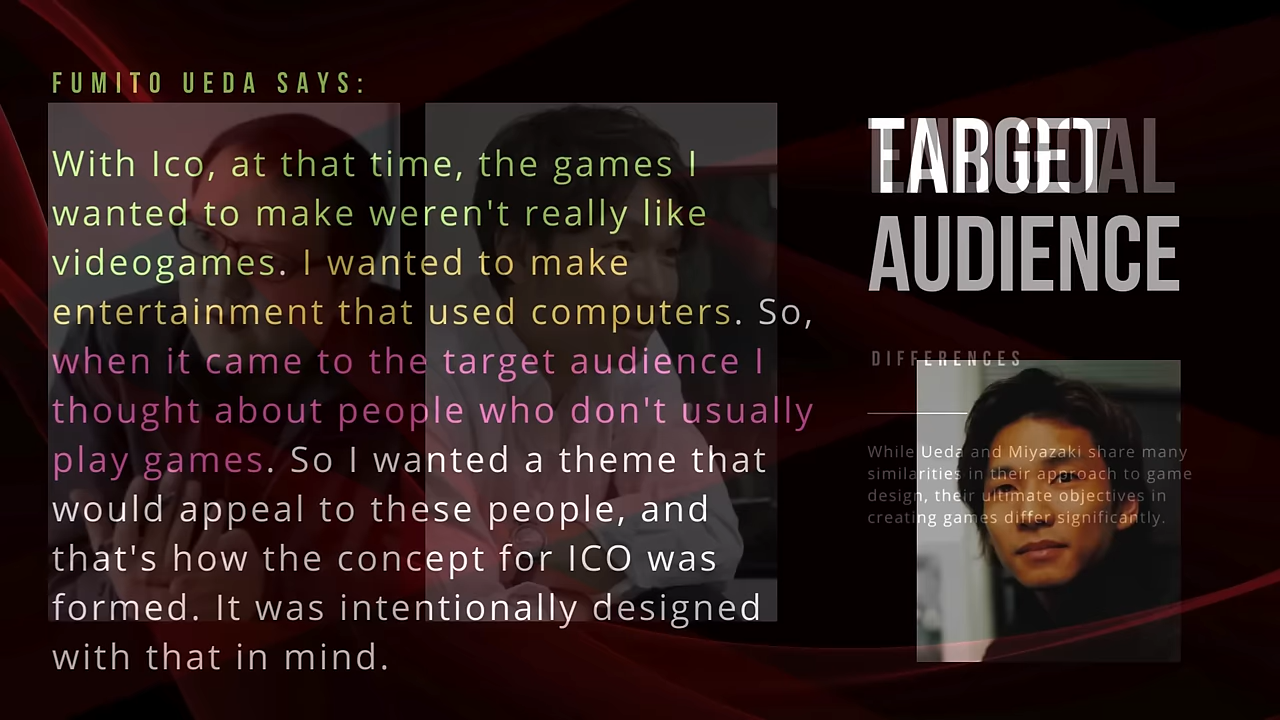 FUMITO UEDA SAYS:
With Ico, at that time, the games I
wanted to make weren't really like
videogames. I wanted to make
entertainment that used computers. So,
when it came to the target audience I
thought about people who don't usually
play games. So I wanted a theme that
would appeal to these people, and
that's how the concept for ICO was
formed. It was intentionally designed
with that in mind.
TARGET
AUDIENCE
DIFFERENCES
While Ueda and Miyazaki share many
similarities in their approach to game
design, their ultimate objectives in
creating games differ significantly.